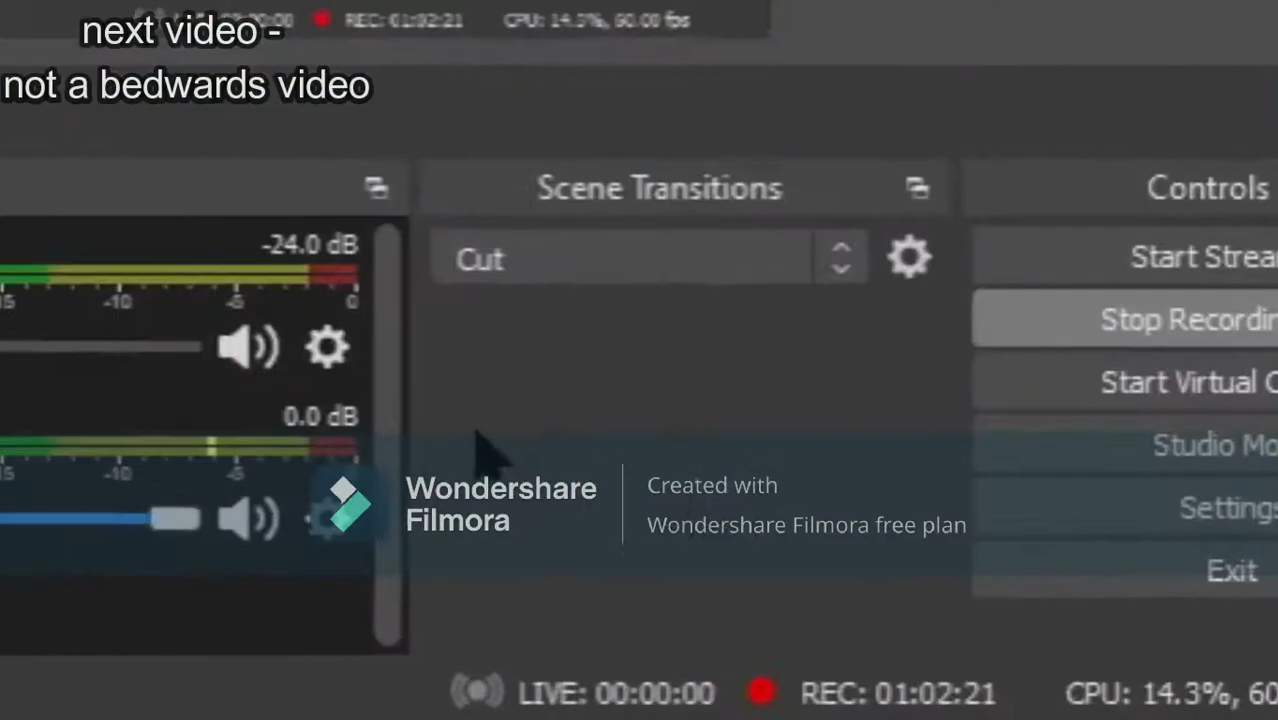 REC: 01:02:21
CPU: 14.3%, 60.00 fps
next video -
not a bedwards video
Scene Transitions
Controls
-24.0 dB
Cut
Start Strea
-10
-5
0
Stop Recordin
Start Virtual C
0.0 dB
Studio Mo
-10
-5
Wondershare
Filmora
Created with
Wondershare Filmora free plan
Settings
Exit
LIVE: 00:00:00
REC: 01:02:21
CPU: 14.3%, 60